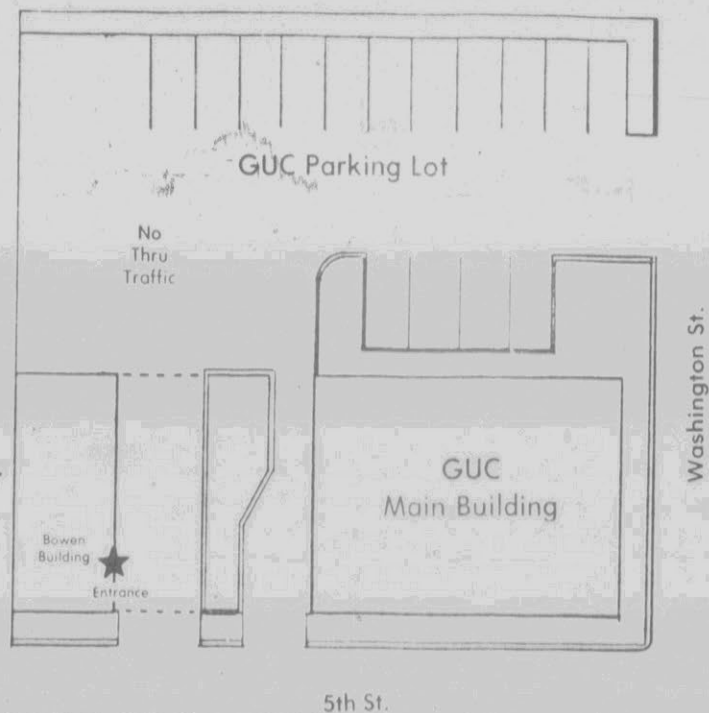 GUC Parking Lot
No
Thru
Traffic
Washington St.
GUC
Main Building
Bowen
Building
Entrance
5th St.